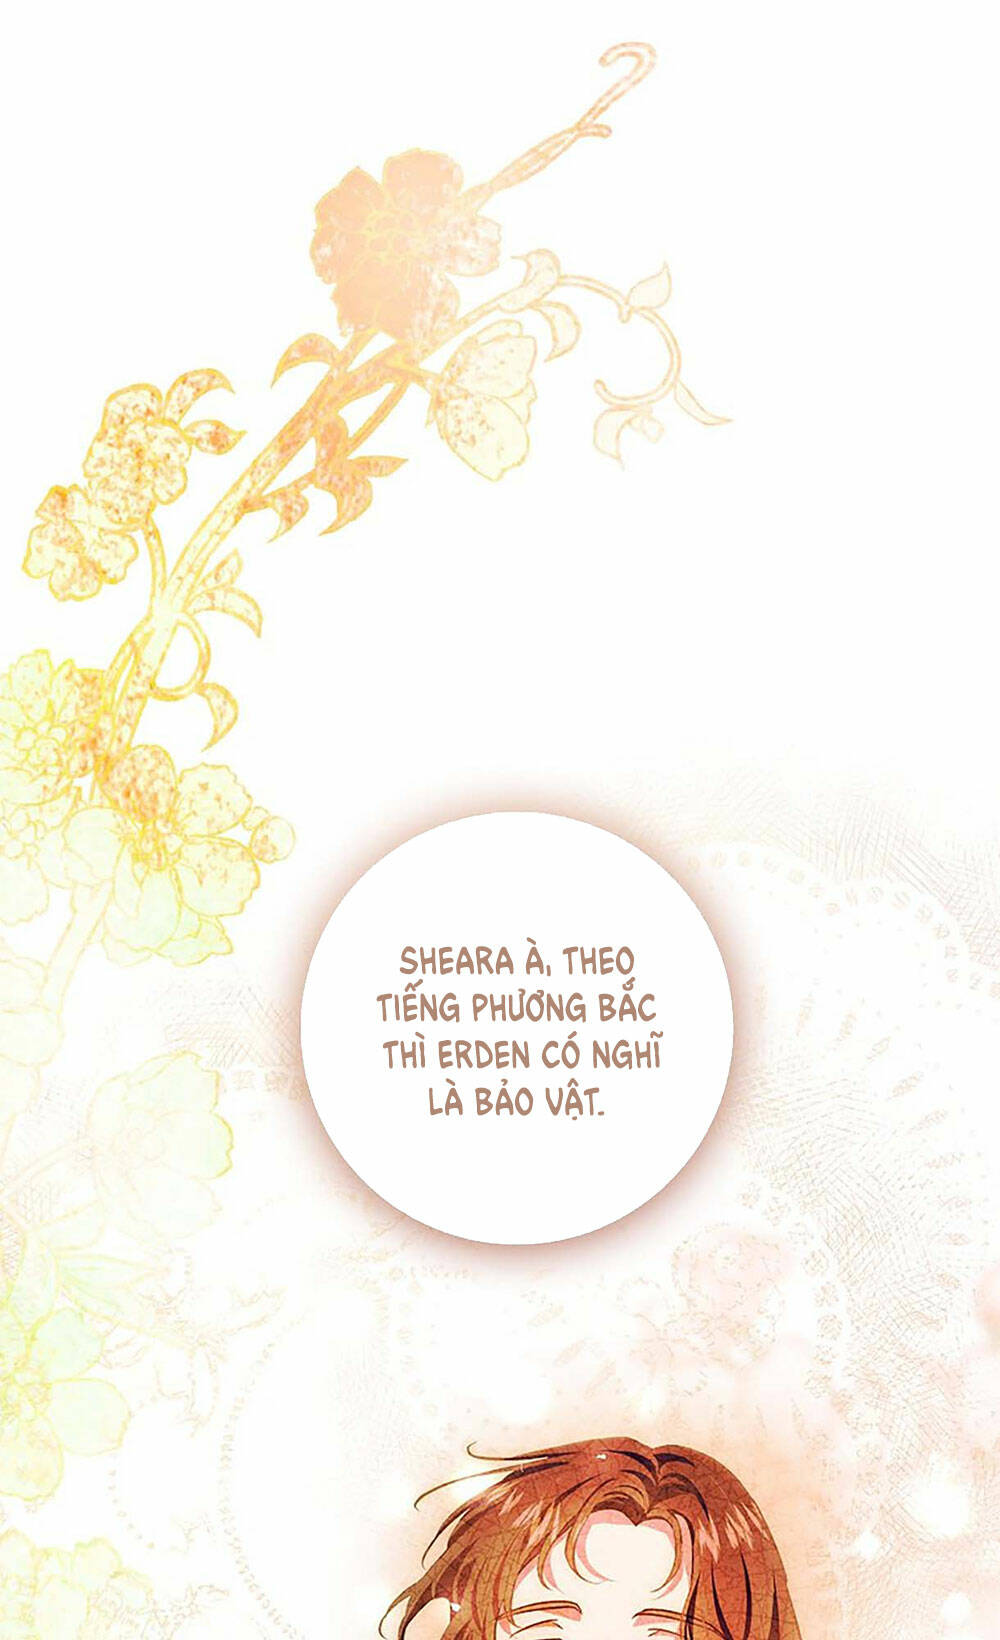 SHEARA À, THEO
TIẾNG PHƯƠNG BẮC
THÌ ERDEN CÓ NGHĨ
LÀ BẢO VẬT.